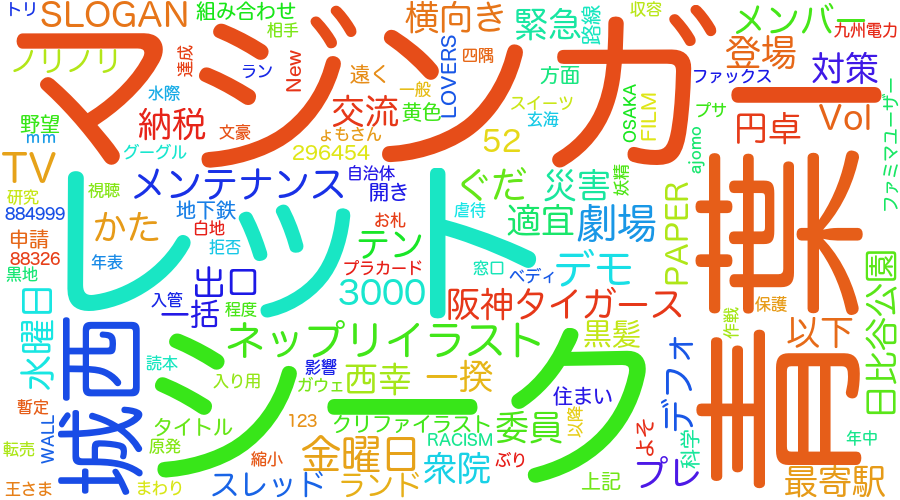 トリ
SLOGAN
組み合わせ
相手
横向き
緊急
路線
収容
メンバー
九州電力
マジンガー
ノリノリ
達成
ラン
New
遠く
四隅
LOVERS
方面
登場
ファックス
対策
水際
一般
スイーツ
OSAKA
FILM
プサ
Vol
ファミマユーザー
野望
mm
納税
文豪
交流
黄色
玄海
円卓
ajomo
TV
グーグル
ょもさん
296454
52
妖精
青葉
研究
884999
視聴
メンテナンス
自治体
開き
ぐだ
災害
PAPER
レット
かた
地下鉄
白地
拒否
お札
虐待
適宜
劇場
申請
88326
黒地
年表
テン
プラカード
窓口
ベディ
デモ
日比谷公園
水曜日
入管
出口
一括
程度
3000
阪神タイガース
保護
城西
シーク
ネップリイラスト
黒髪
作戦
以下
読本
影響
入り用
ガウェ
西幸
一揆
住まい
デフォ
暫定
WALL
タイトル
123
クリファイラスト
委員
以降
よそ
科学
年中
転売
原発
縮小
金曜日
RACISM
衆院
ぶり
プレ
最寄駅
王さま
まわり
スレッド
ランド
上記